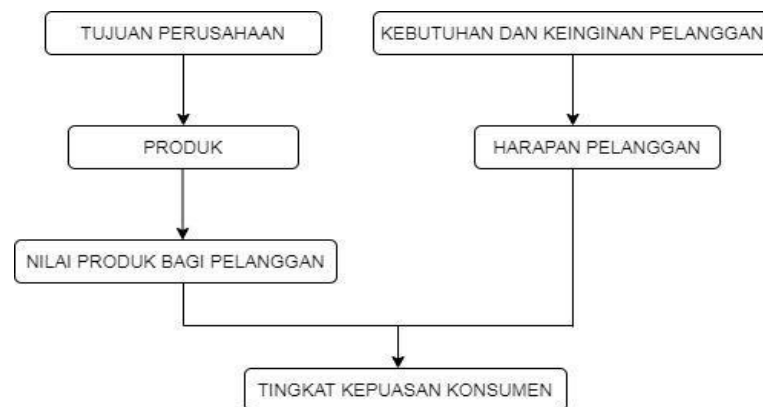 TUJUAN PERUSAHAAN
KEBUTUHAN DAN KEINGINAN PELANGGAN
PRODUK
HARAPAN PELANGGAN
NILAI PRODUK BAGI PELANGGAN
TINGKAT KEPUASAN KONSUMEN